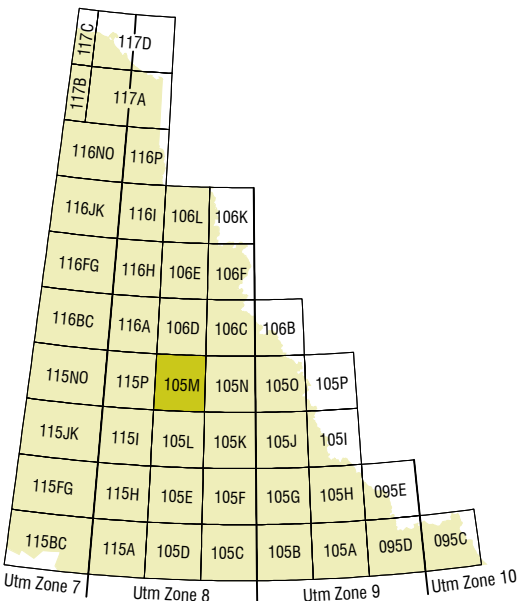 117C 117D
117B 117A
116NO 116P
116JK 116I 106L 106K
116FG 116H 106E 106F
116BC 116A 106D 106C 106B
115NO 115P 105M 105N 105O 105P
115JK 115I 105L 105K 105J 105I
115FG 115H 105E 105F 105G 105H 095E
115BC 115A 105D 105C 105B 105A 095D 095C
Utm Zone 7 Utm Zone 8 Utm Zone 9 Utm Zone 10